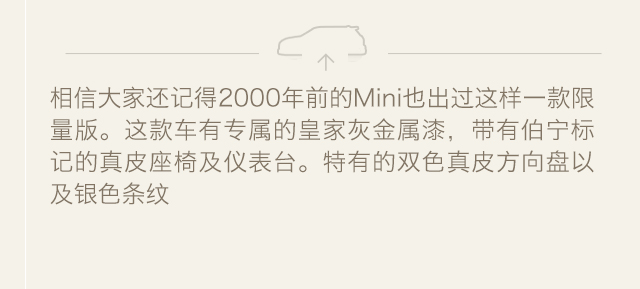 相信大家还记得2000年前的Mini也出过这样一款限
量版。这款车有专属的皇家灰金属漆，带有伯宁标
记的真皮座椅及仪表台。特有的双色真皮方向盘以
及银色条纹